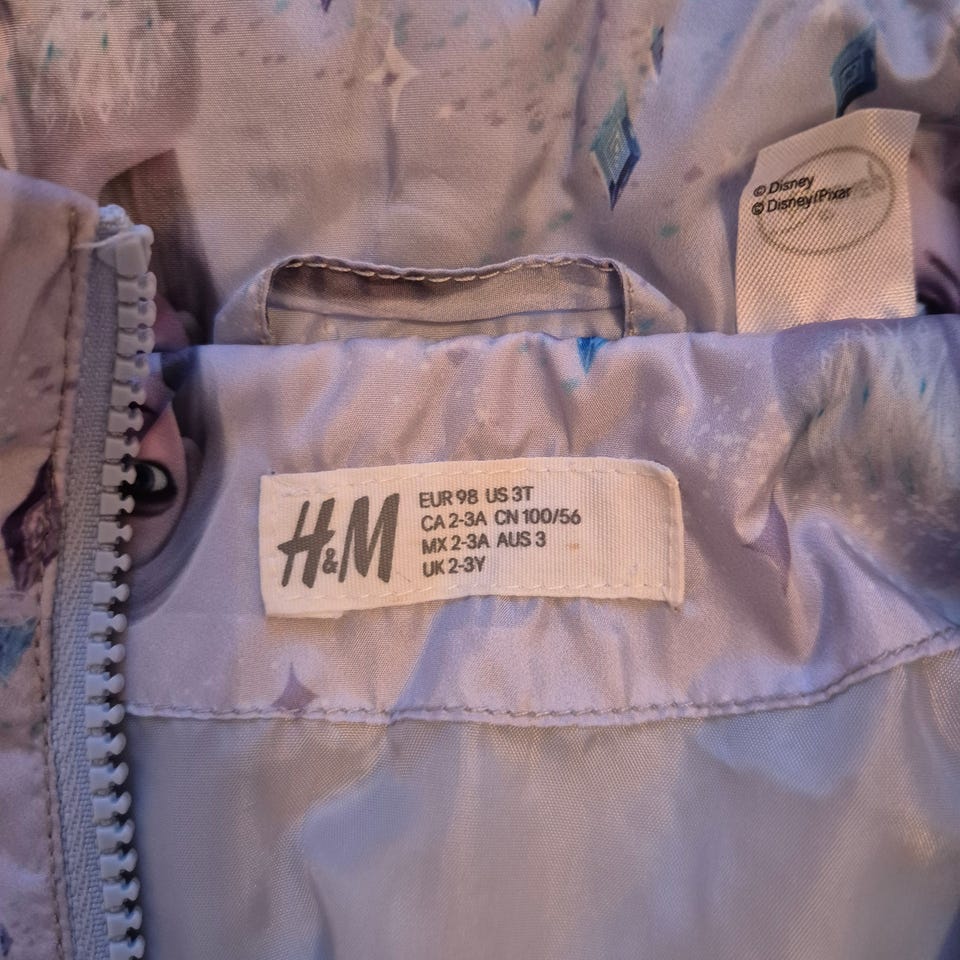 © Disney
© Disney/Pixar
H&M
EUR 98 US 3T
CA 2-3A CN 100/56
MX 2-3A AUS 3
UK 2-3Y